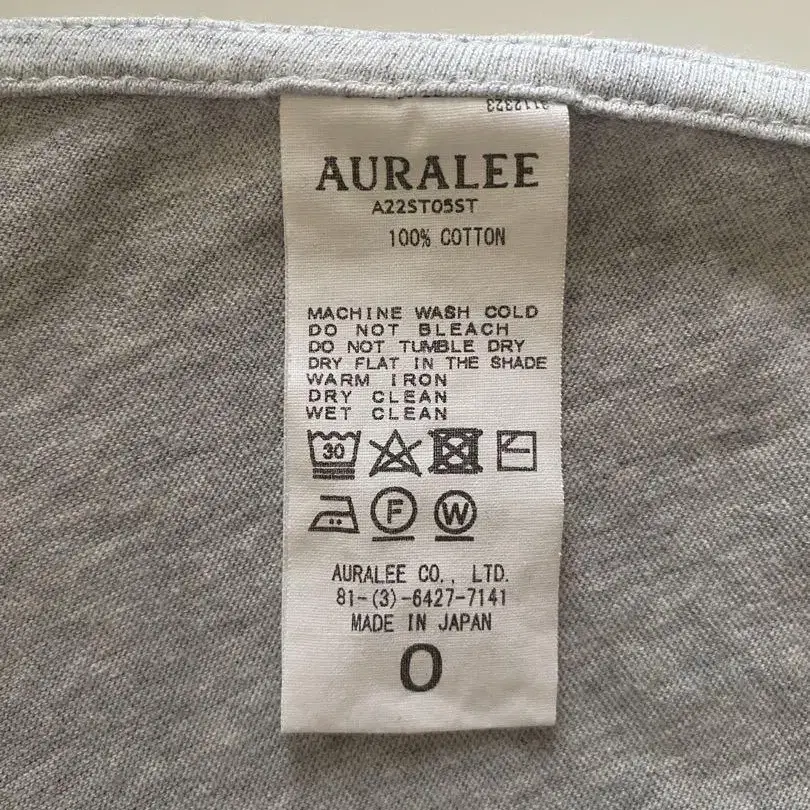 AURALEE
A22ST05ST
100% COTTON
MACHINE WASH COLD
DO NOT BLEACH
DO NOT TUMBLE DRY
DRY FLAT IN THE SHADE
WARM IRON
DRY CLEAN
WET CLEAN
30
F W
AURALEE CO., LTD.
81-(3)-6427-7141
MADE IN JAPAN
0